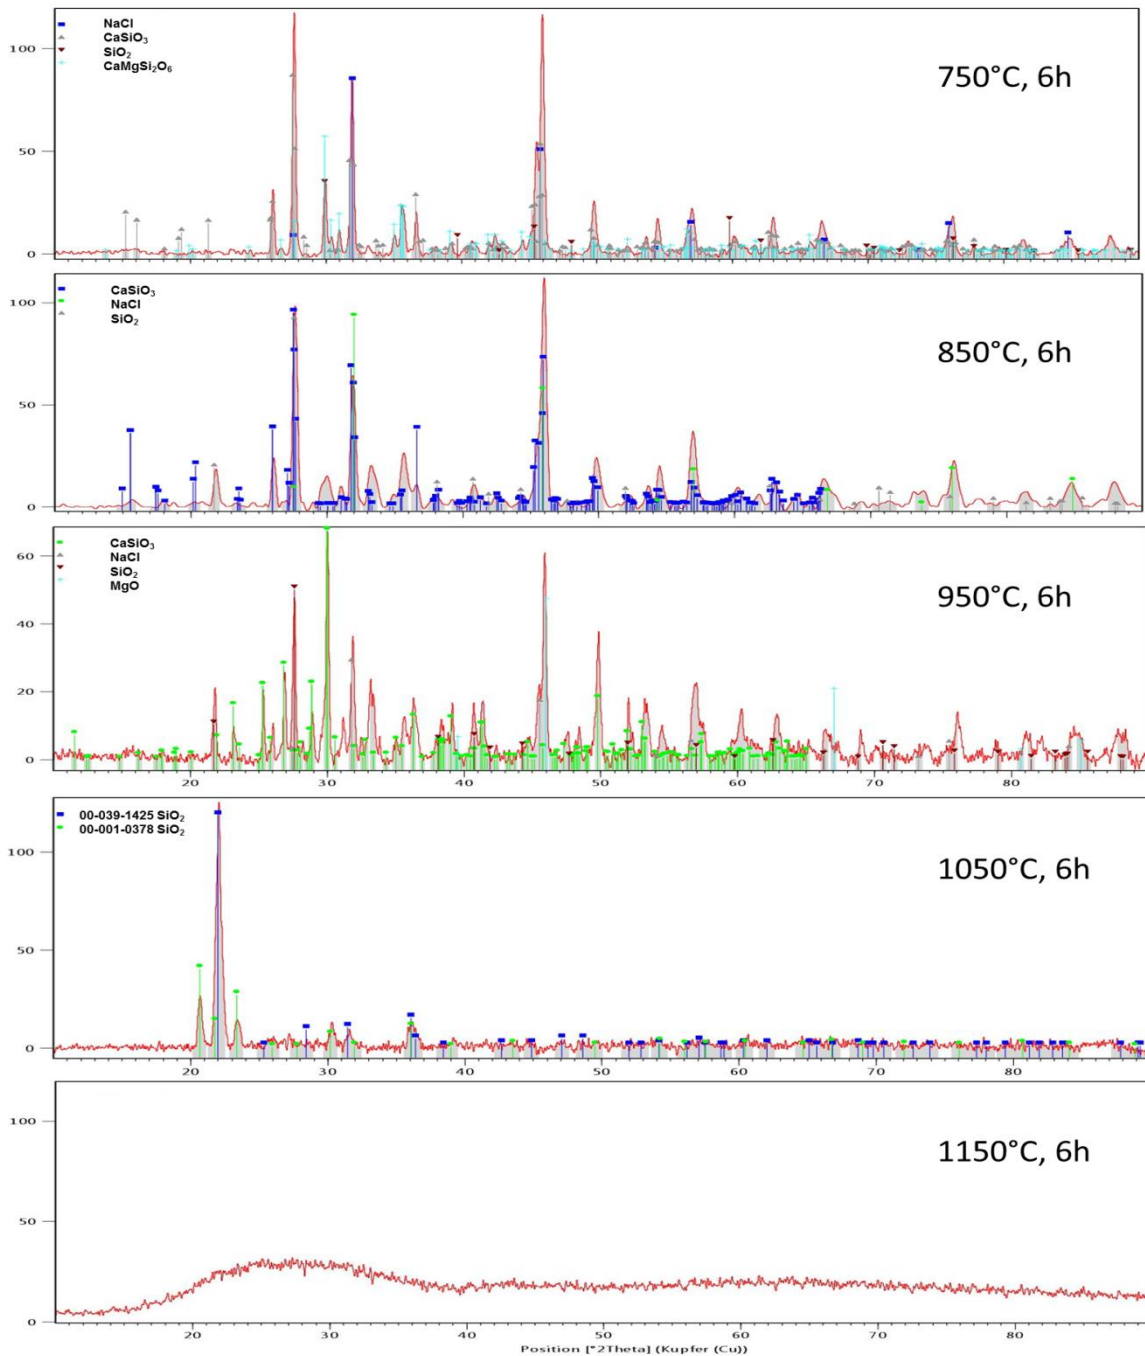 NaCl
CaSiO₃
SiO₂
CaMgSi₂O₆
750°C, 6h
100
50
0
CaSiO₃
NaCl
SiO₂
850°C, 6h
100
50
0
CaSiO₃
NaCl
SiO₂
MgO
950°C, 6h
60
40
20
0
20 30 40 50 60 70 80
00-039-1425 SiO₂
00-001-0378 SiO₂
1050°C, 6h
100
50
0
20 30 40 50 60 70 80
1150°C, 6h
100
50
0
20 30 40 50 60 70 80
Position [°2Theta] (Kupfer (Cu))